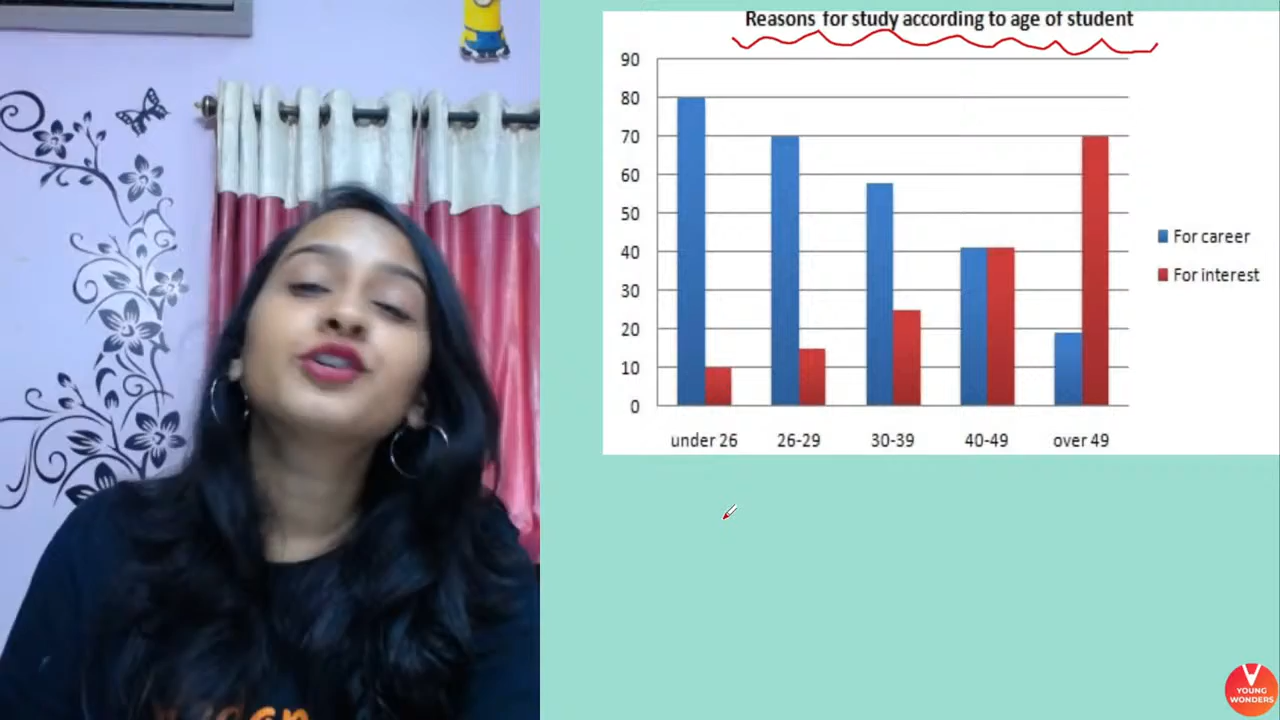 Reasons for study according to age of student
90
80
70
60
50
40
30
20
10
0
under 26 26-29 30-39 40-49 over 49
For career
For interest
YOUNG
WONDERS